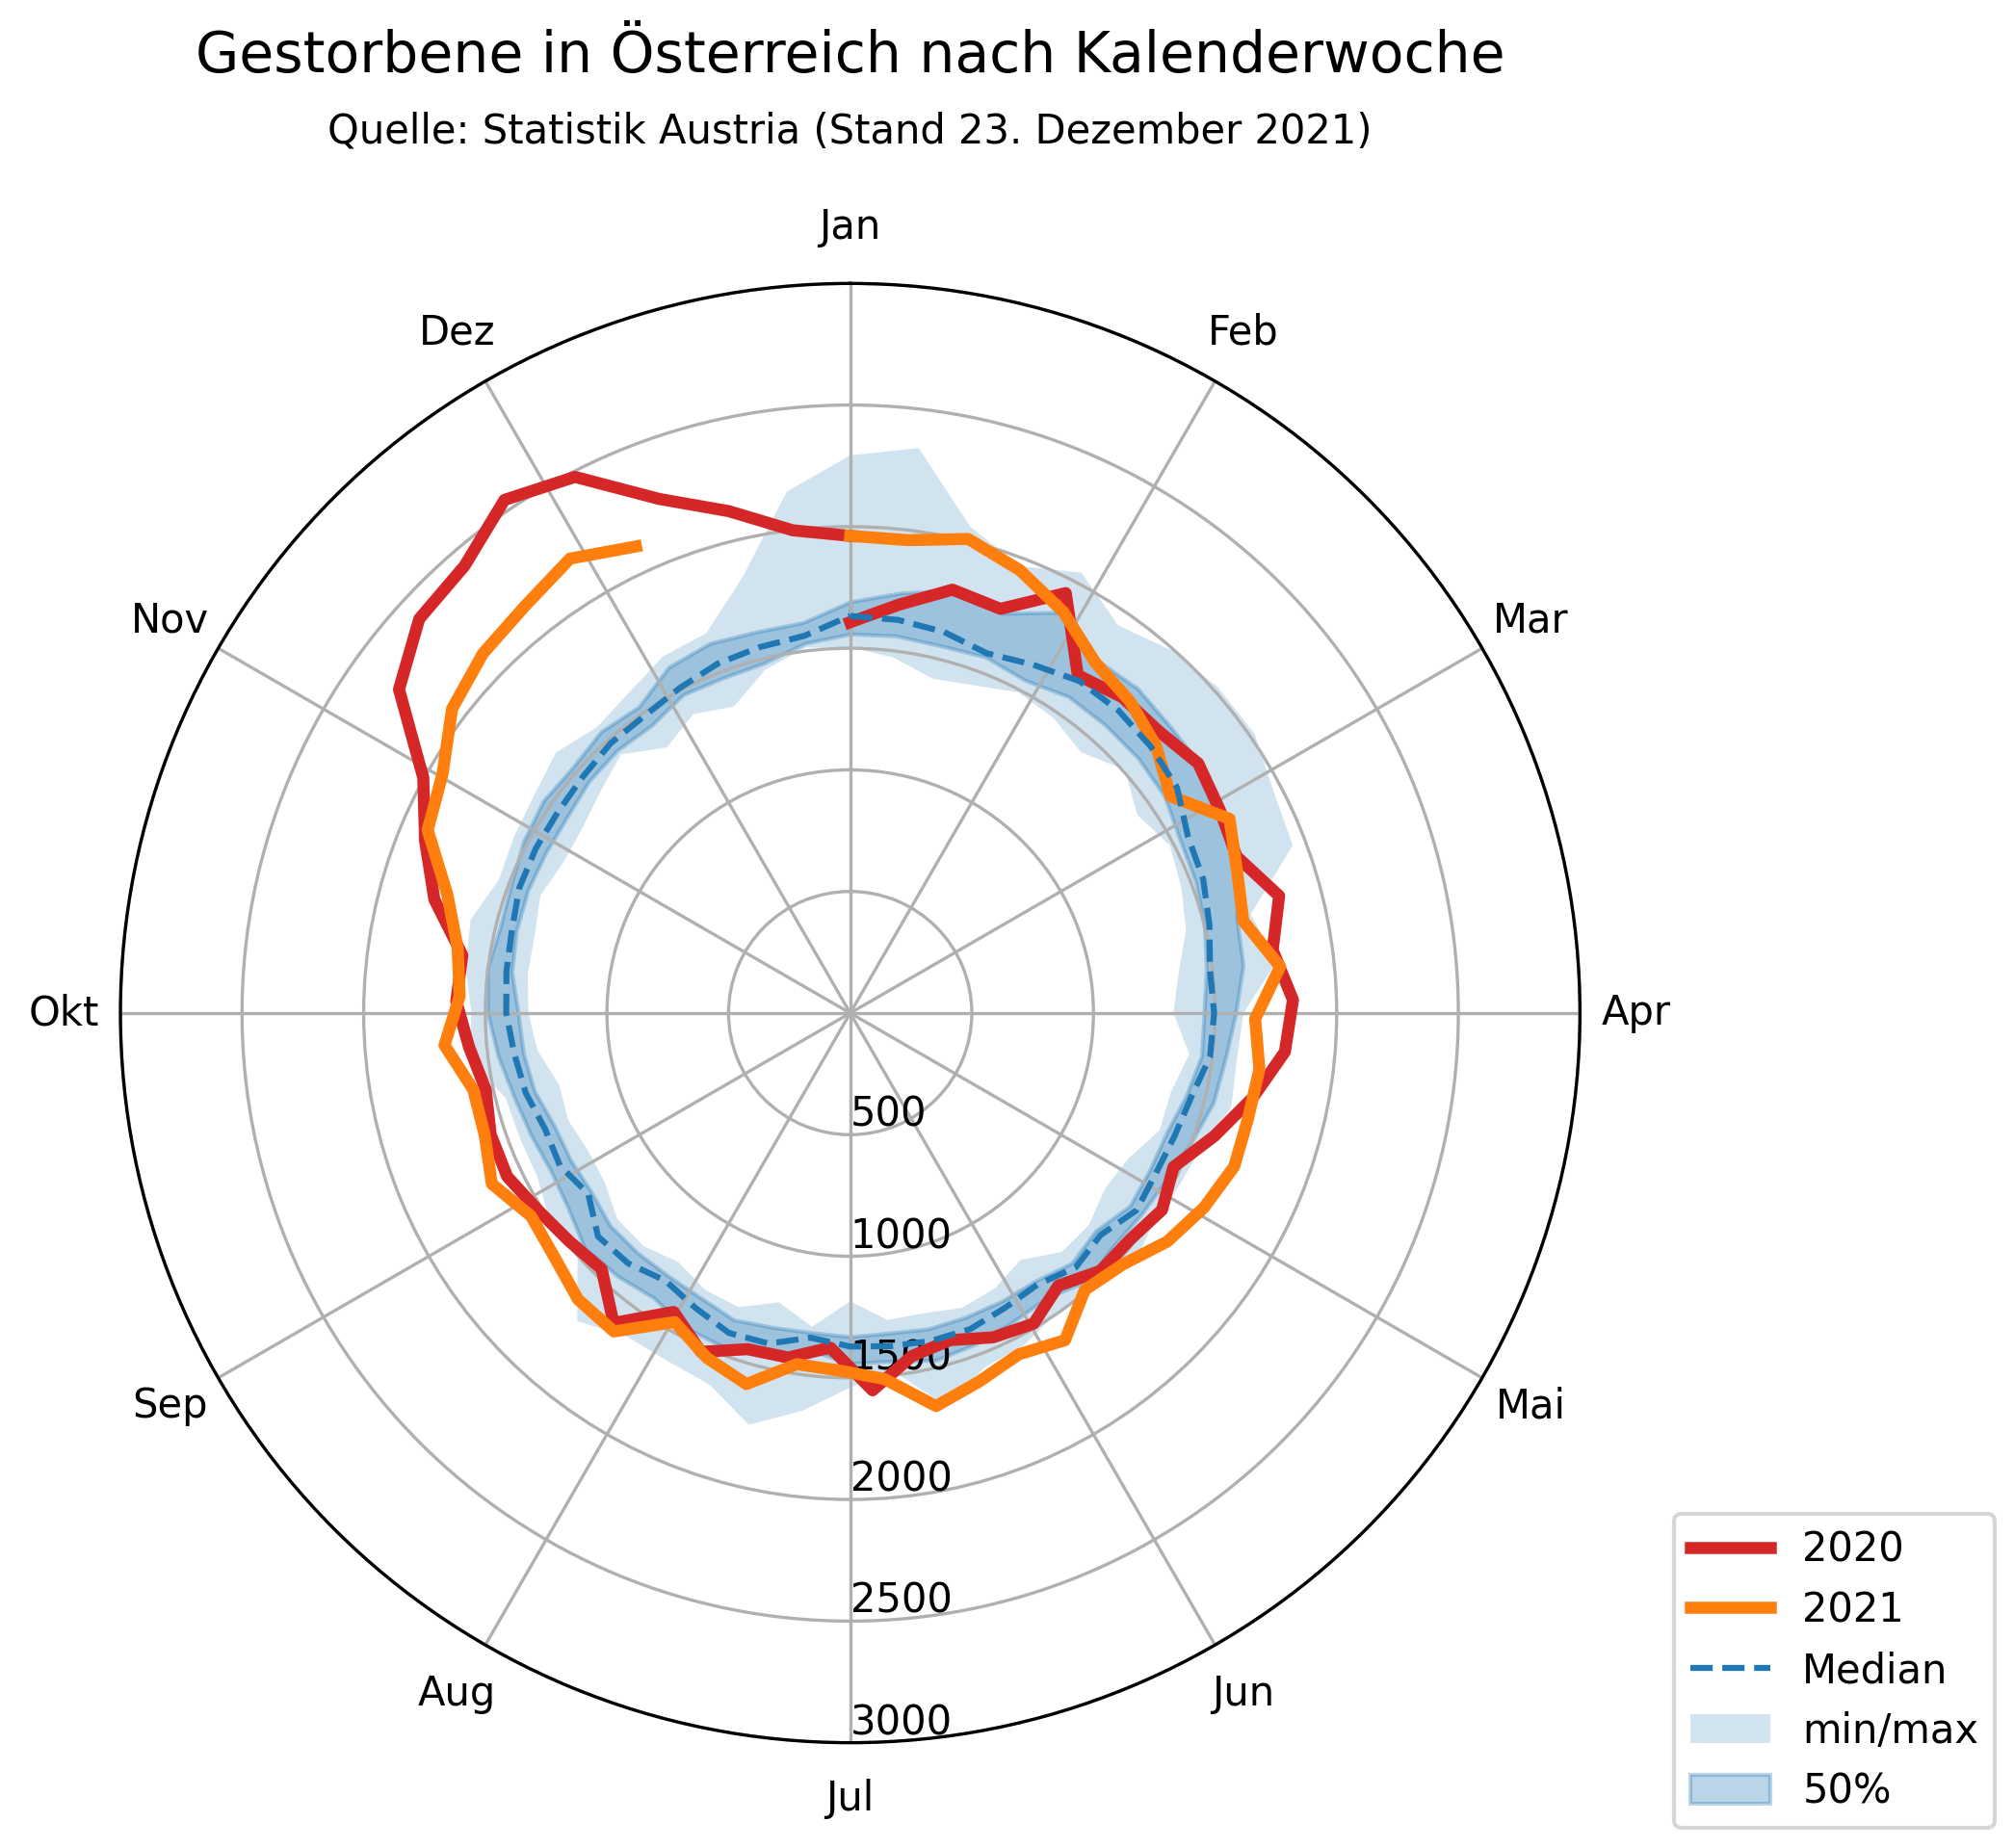 Gestorbene in Österreich nach Kalenderwoche
Quelle: Statistik Austria (Stand 23. Dezember 2021)
Jan
Feb
Mar
Apr
Mai
Jun
Jul
Aug
Sep
Okt
Nov
Dez
500
1000
1500
2000
2500
3000
2020
2021
Median
min/max
50%